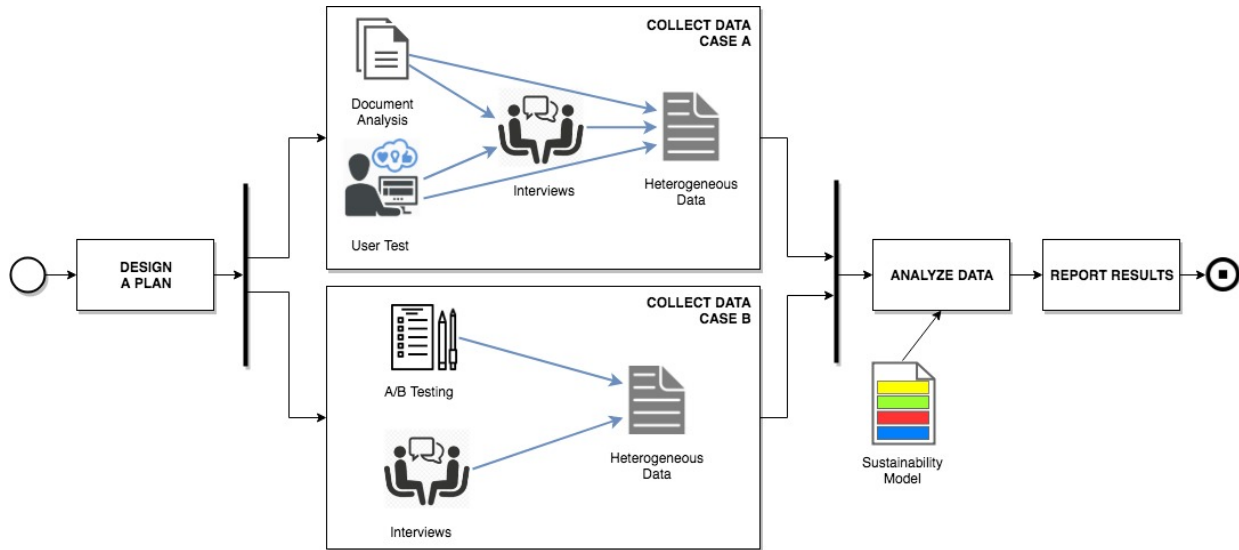 COLLECT DATA
CASE A
Document
Analysis
Interviews
Heterogeneous
Data
User Test
DESIGN
A PLAN
ANALYZE DATA
REPORT RESULTS
COLLECT DATA
CASE B
A/B Testing
Heterogeneous
Data
Interviews
Sustainability
Model